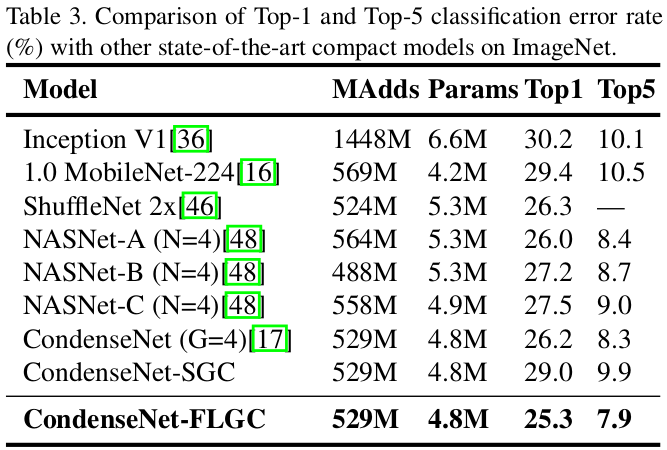 Table 3. Comparison of Top-1 and Top-5 classification error rate
(%) with other state-of-the-art compact models on ImageNet.
Model MAdds Params Top1 Top5
Inception V1[36] 1448M 6.6M 30.2 10.1
1.0 MobileNet-224[16] 569M 4.2M 29.4 10.5
ShuffleNet 2x[46] 524M 5.3M 26.3 —
NASNet-A (N=4)[48] 564M 5.3M 26.0 8.4
NASNet-B (N=4)[48] 488M 5.3M 27.2 8.7
NASNet-C (N=4)[48] 558M 4.9M 27.5 9.0
CondenseNet (G=4)[17] 529M 4.8M 26.2 8.3
CondenseNet-SGC 529M 4.8M 29.0 9.9
CondenseNet-FLGC 529M 4.8M 25.3 7.9